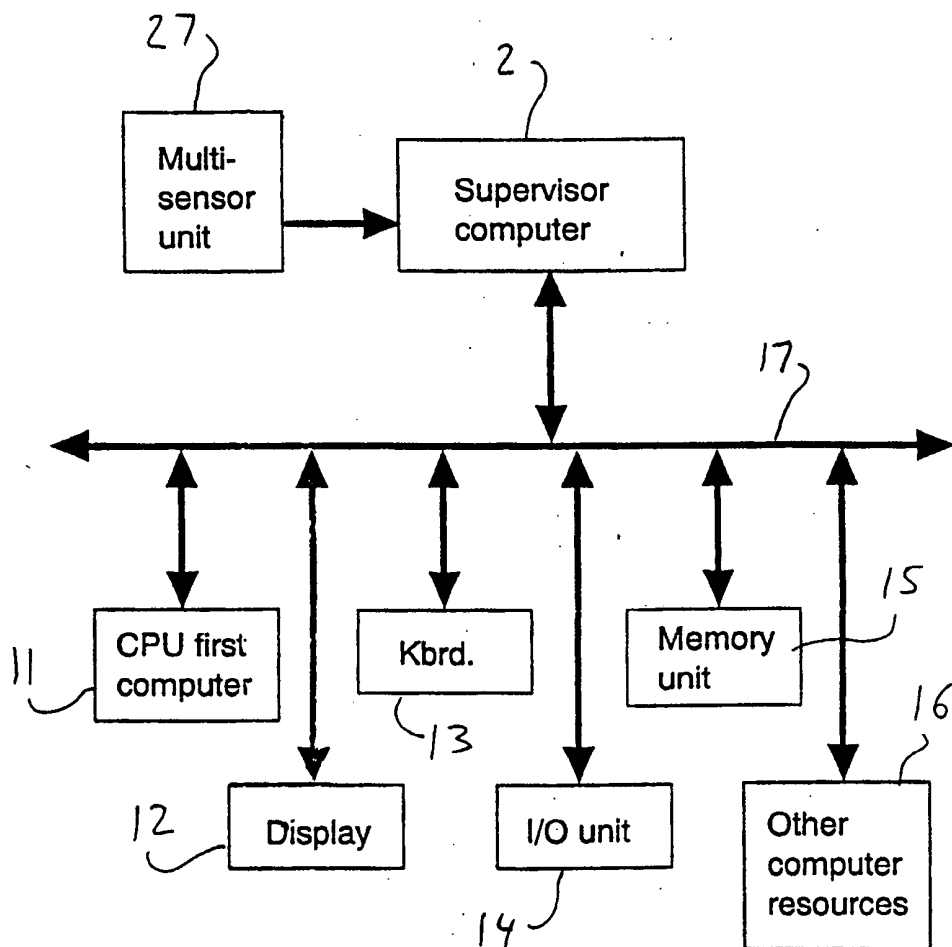 27
2
Multi-
sensor
unit
Supervisor
computer
17
11
CPU first
computer
Kbrd.
13
Memory
unit
15
16
12
Display
I/O unit
14
Other
computer
resources